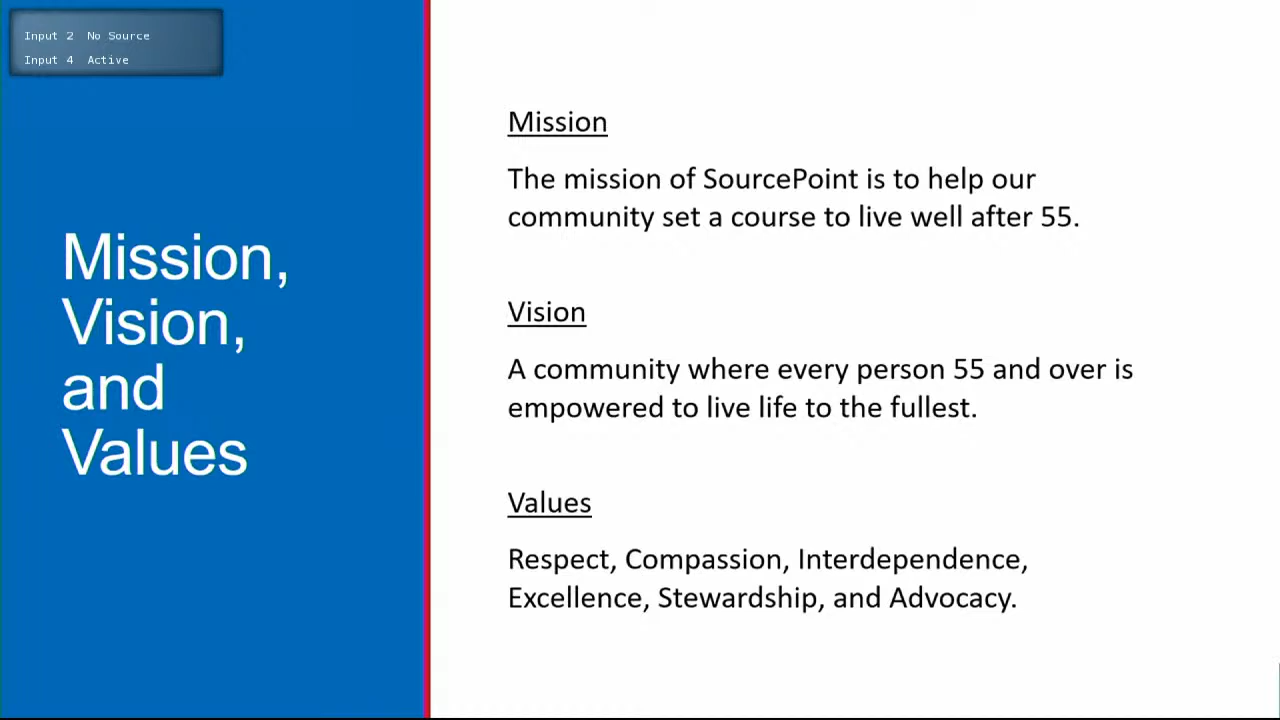 Input 2 No Source
Input 4 Active
Mission,
Vision,
and
Values
Mission
The mission of SourcePoint is to help our
community set a course to live well after 55.
Vision
A community where every person 55 and over is
empowered to live life to the fullest.
Values
Respect, Compassion, Interdependence,
Excellence, Stewardship, and Advocacy.